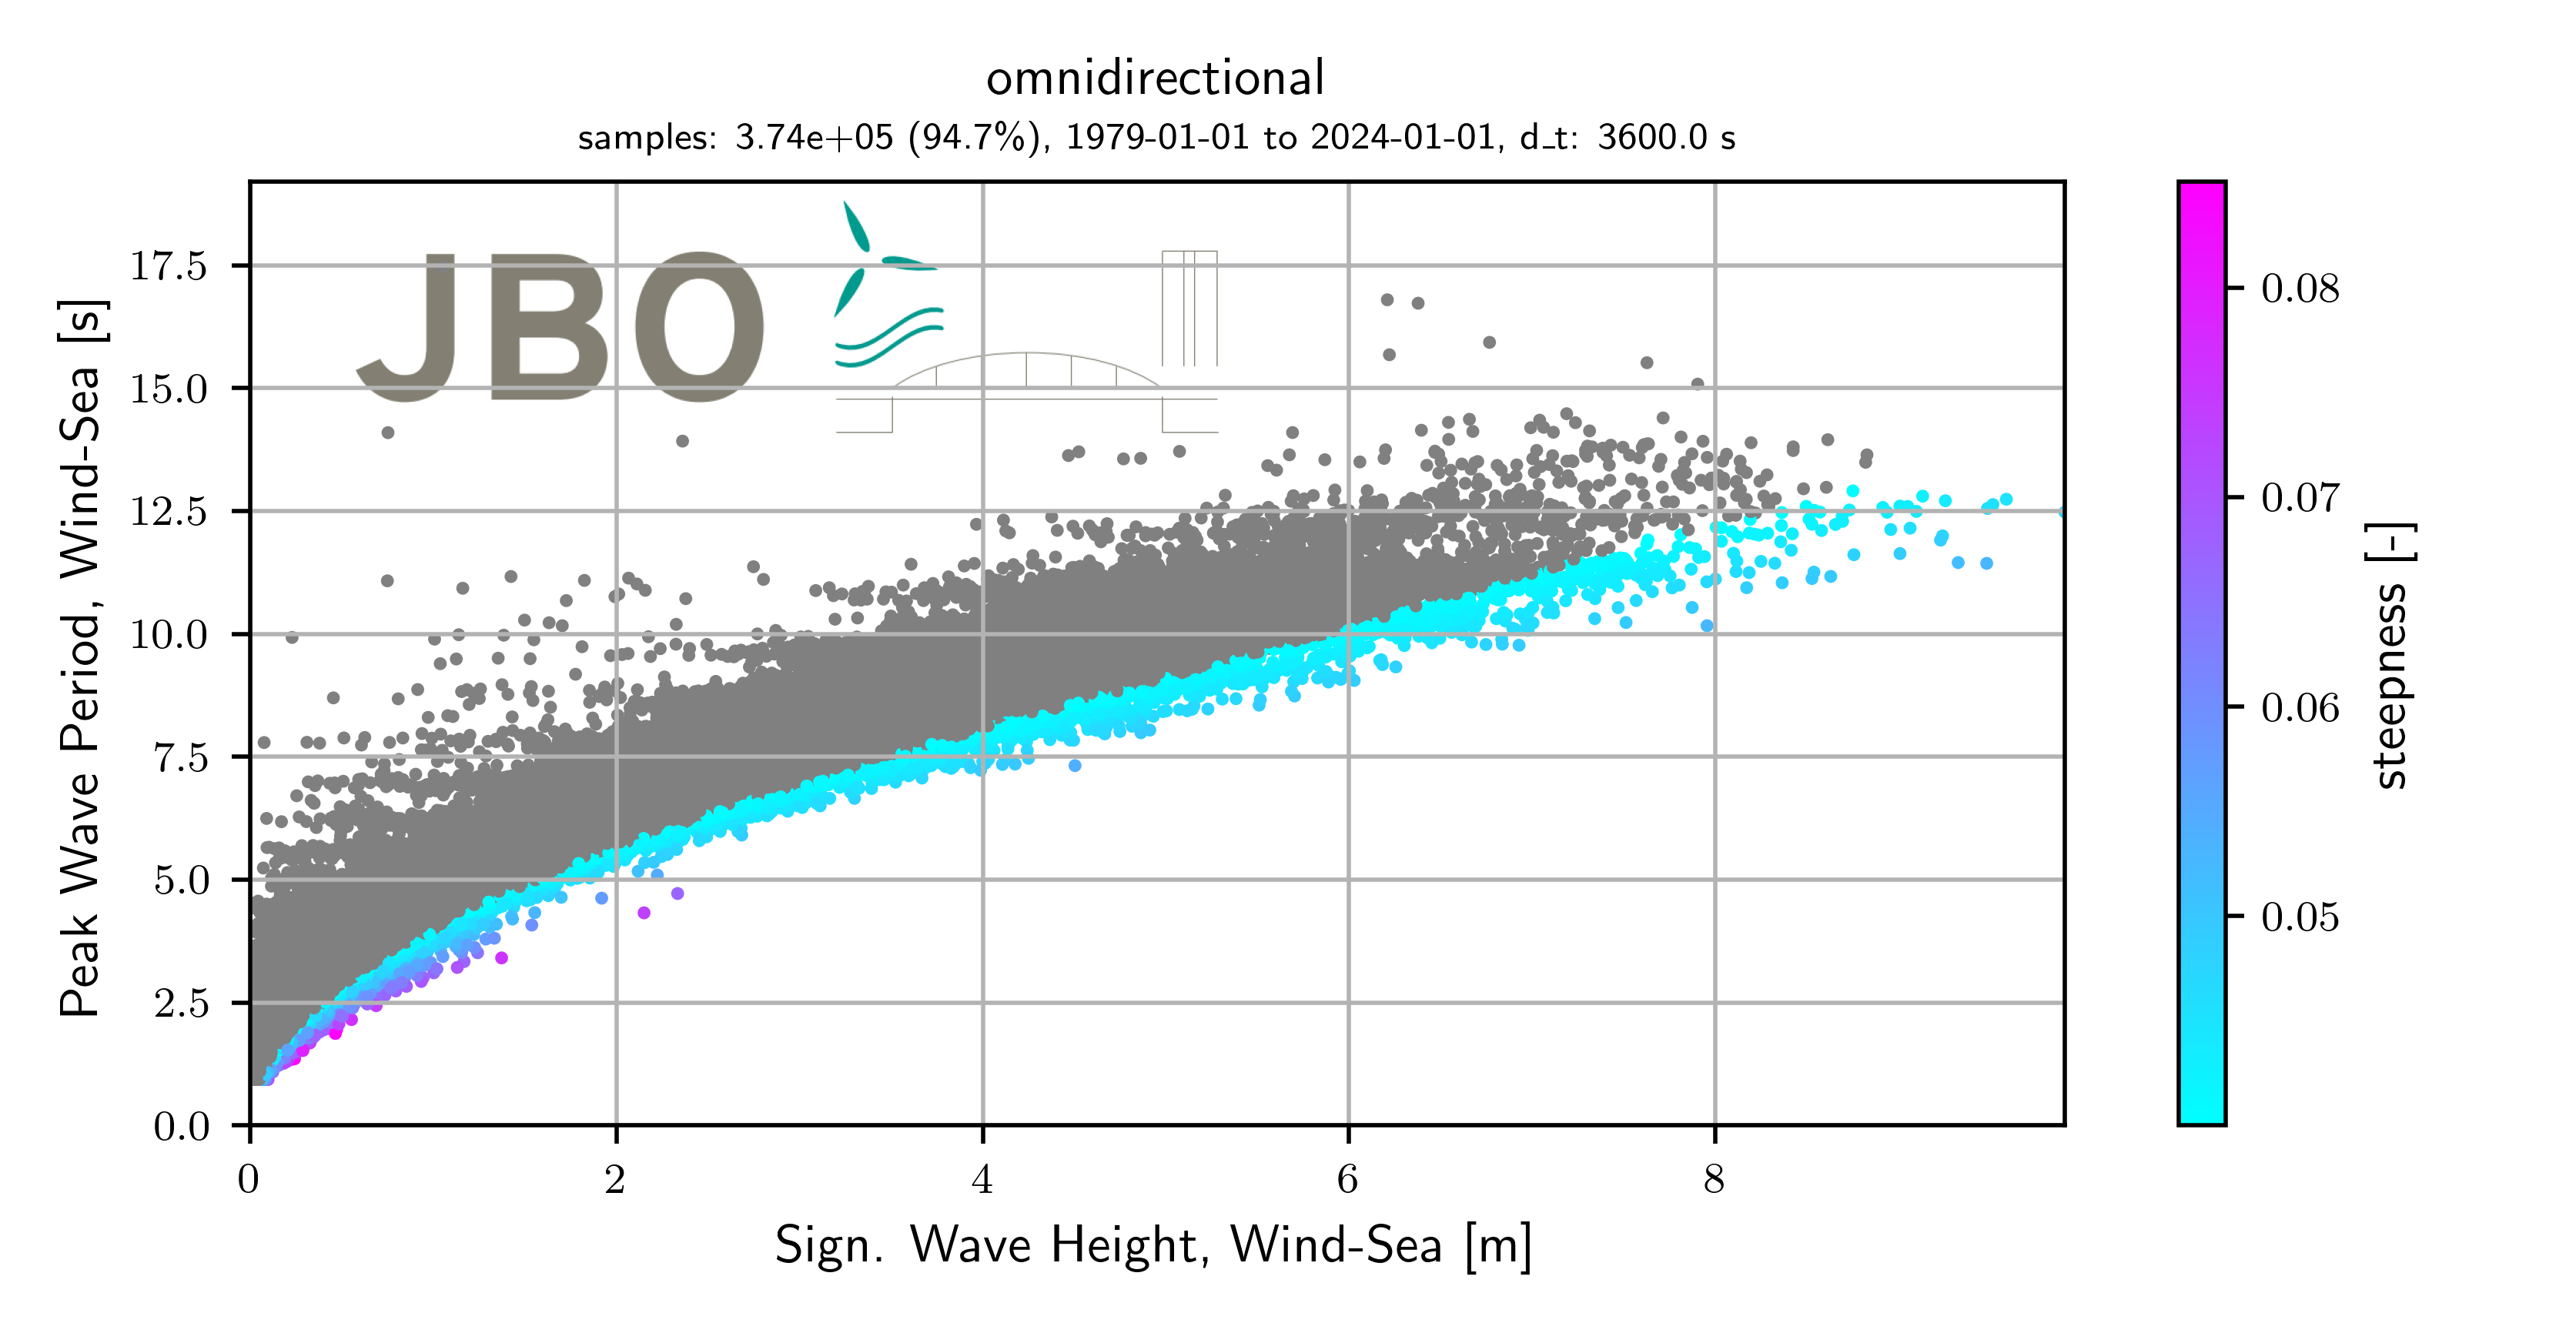 omnidirectional
samples: 3.74e+05 (94.7%), 1979-01-01 to 2024-01-01, d_t: 3600.0 s
JBO
Peak Wave Period, Wind-Sea [s]
17.5
15.0
12.5
10.0
7.5
5.0
2.5
0.0
0 2 4 6 8
Sign. Wave Height, Wind-Sea [m]
0.08
0.07
0.06
0.05
steepness [-]